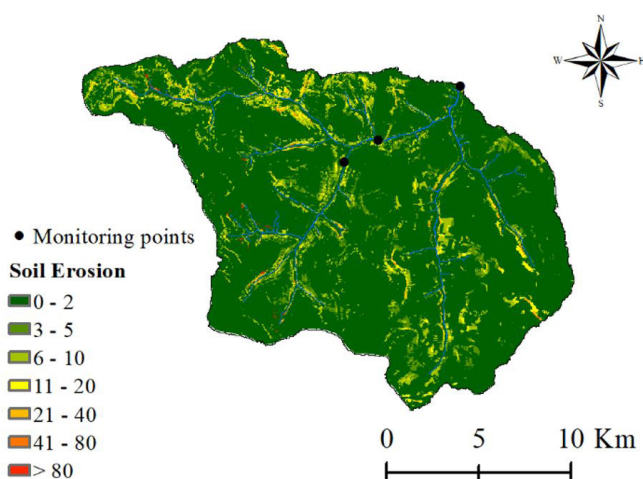 N
W E
S
Monitoring points
Soil Erosion
0 - 2
3 - 5
6 - 10
11 - 20
21 - 40
41 - 80
> 80
0 5 10 Km